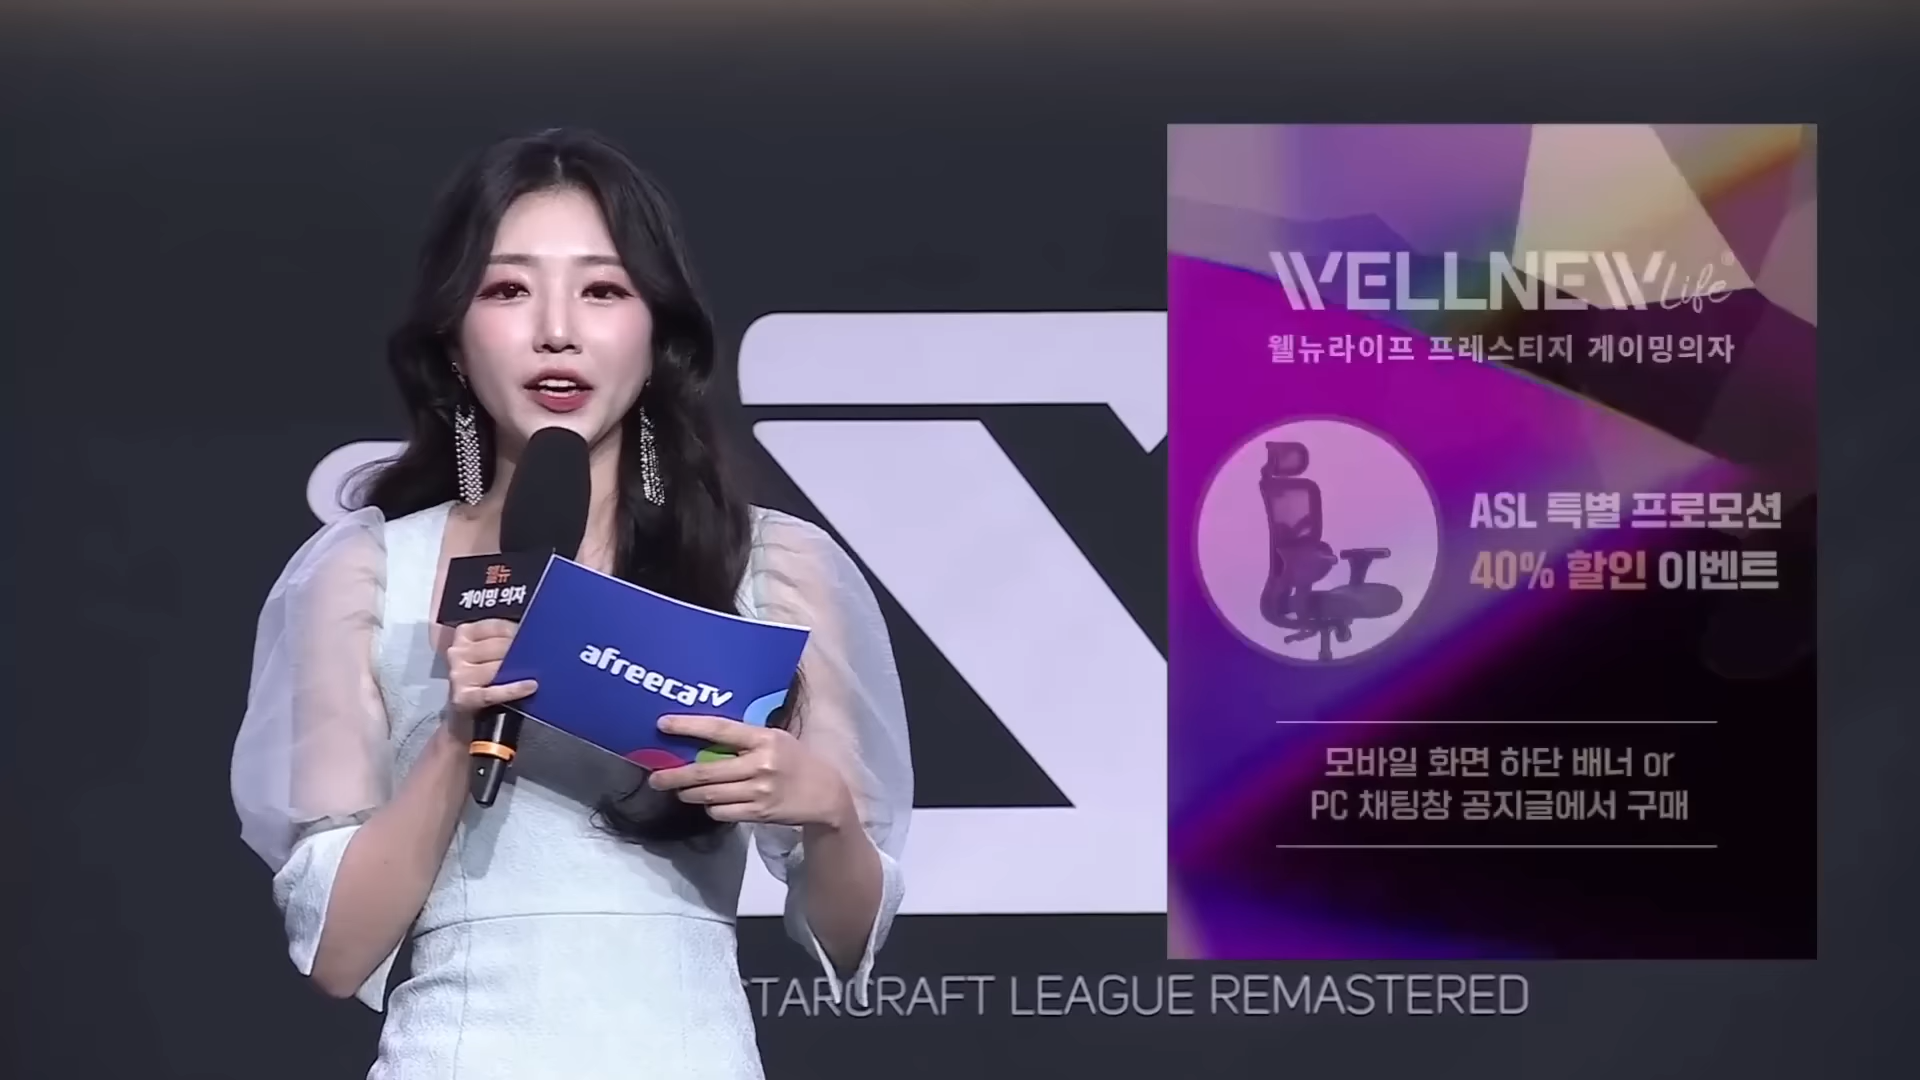 WELLNEW Life®
웰뉴라이프 프레스티지 게이밍의자
ASL 특별 프로모션
40% 할인 이벤트
모바일 화면 하단 배너 or
PC 채팅창 공지글에서 구매
웰뉴
게이밍 의자
afreecaTV
STARCRAFT LEAGUE REMASTERED